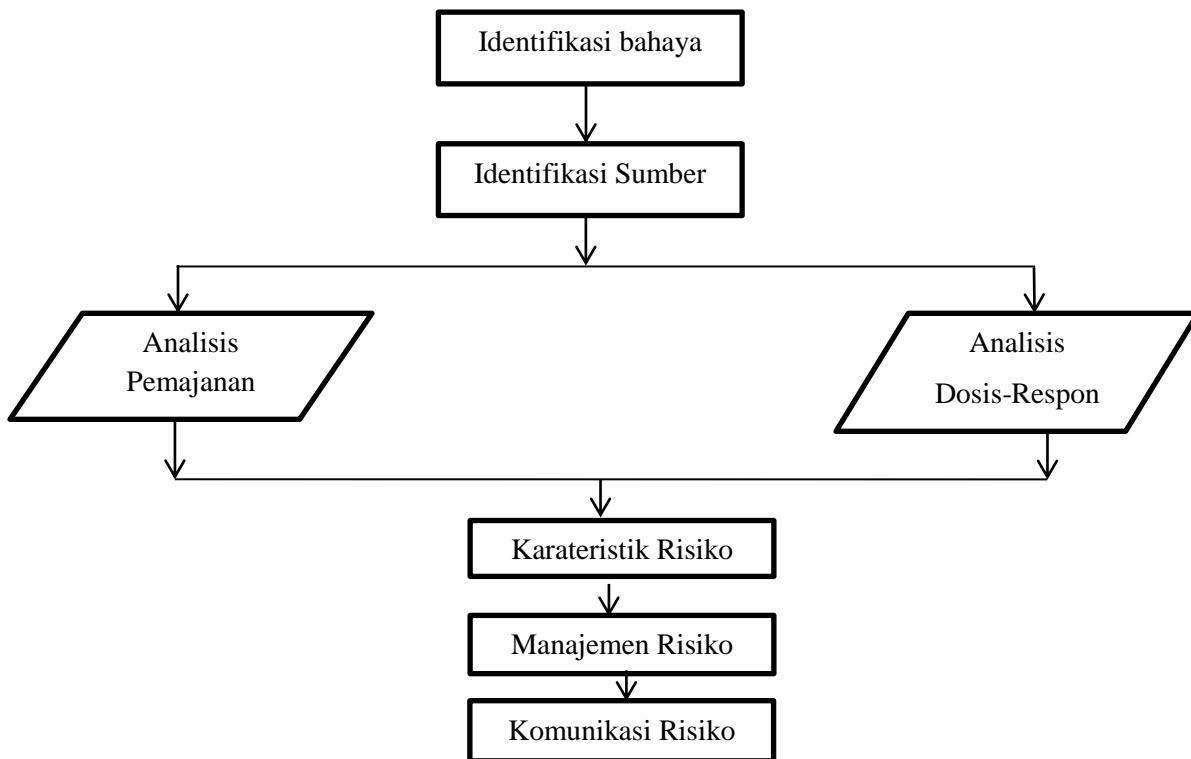 Identifikasi bahaya
Identifikasi Sumber
Analisis
Pemajanan
Analisis
Dosis-Respon
Karateristik Risiko
Manajemen Risiko
Komunikasi Risiko